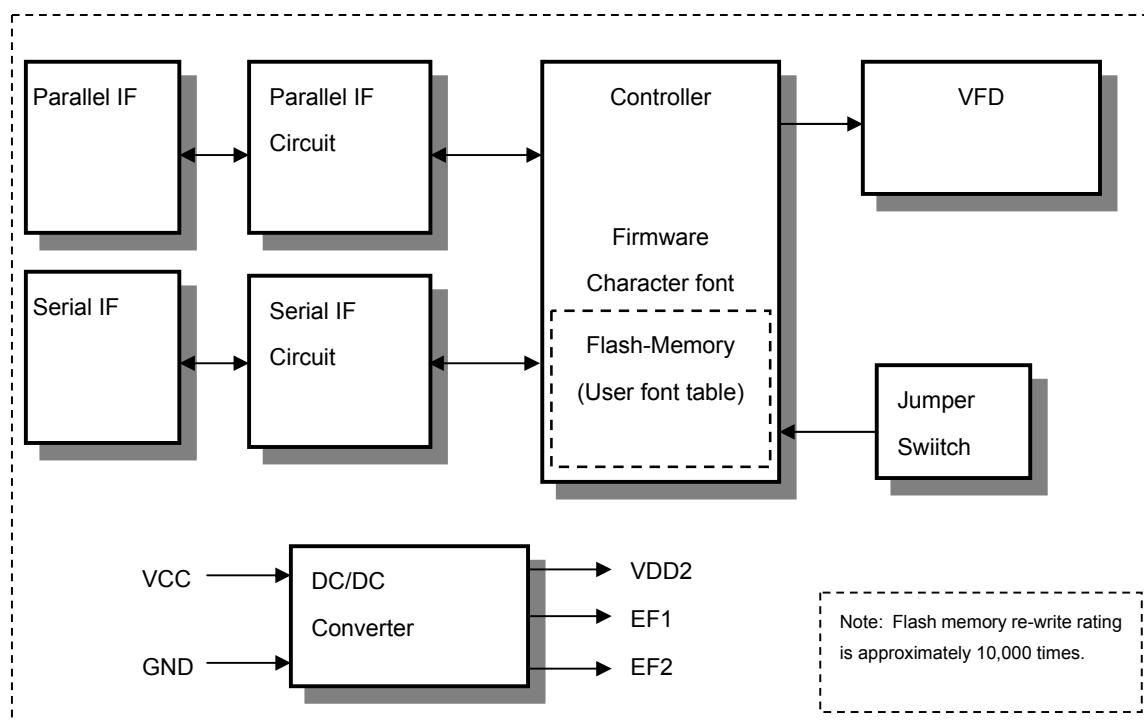 Parallel IF
Parallel IF
Circuit
Controller
VFD
Firmware
Character font
Serial IF
Serial IF
Circuit
Flash-Memory
(User font table)
Jumper
Swiitch
VCC
GND
DC/DC
Converter
VDD2
EF1
EF2
Note:  Flash memory re-write rating
is approximately 10,000 times.